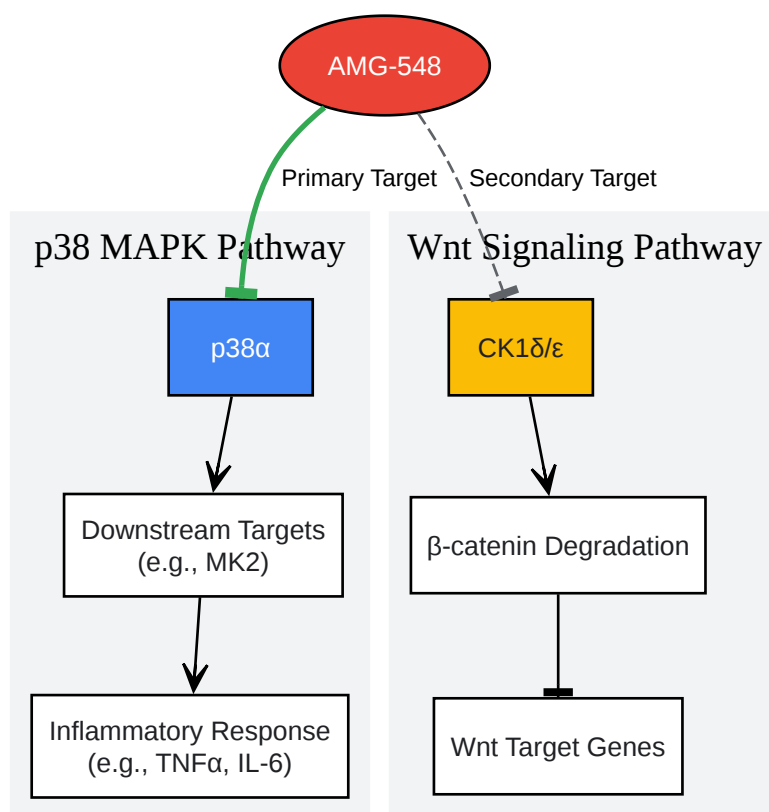 AMG-548
Primary Target
Secondary Target
p38 MAPK Pathway
Wnt Signaling Pathway
p38α
CK1δ/ε
Downstream Targets
(e.g., MK2)
β-catenin Degradation
Inflammatory Response
(e.g., TNFα, IL-6)
Wnt Target Genes